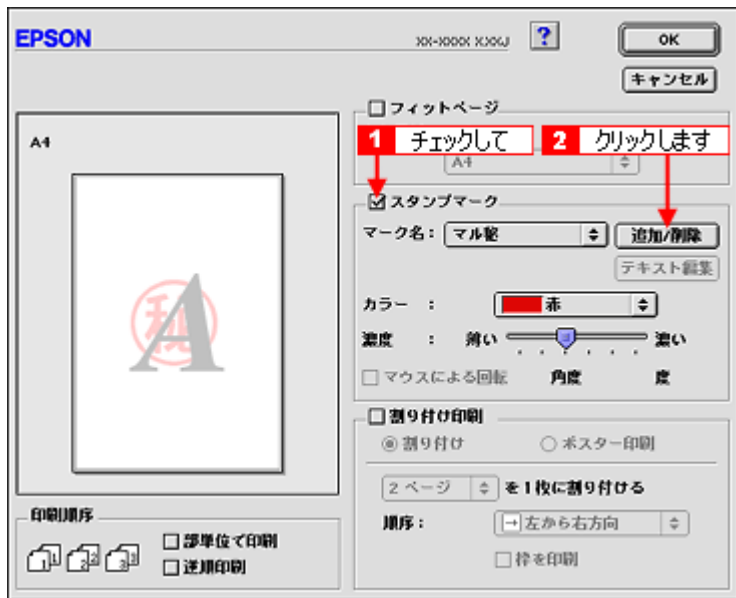 EPSON
XX-XXXX XXXJ
?
OK
キャンセル
A4
秘
A
印刷順序
1 1 2 2 3 3
部単位で印刷
逆順印刷
フィットページ
1 チェックして
2 クリックします
A4
スタンプマーク
マーク名: マル秘 追加/削除
テキスト編集
カラー : 赤
濃度 : 薄い 濃い
マウスによる回転 角度 度
割り付け印刷
割り付け ポスター印刷
2 ページ を1枚に割り付ける
順序: 左から右方向
枠を印刷